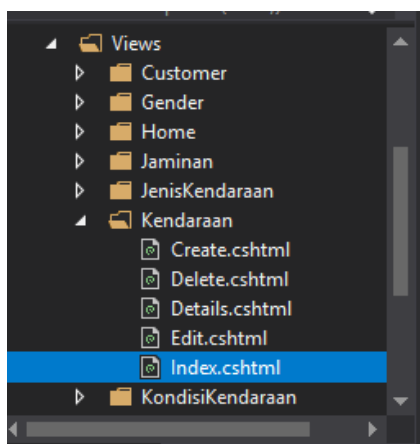 Views
Customer
Gender
Home
Jaminan
JenisKendaraan
Kendaraan
Create.cshtml
Delete.cshtml
Details.cshtml
Edit.cshtml
Index.cshtml
KondisiKendaraan